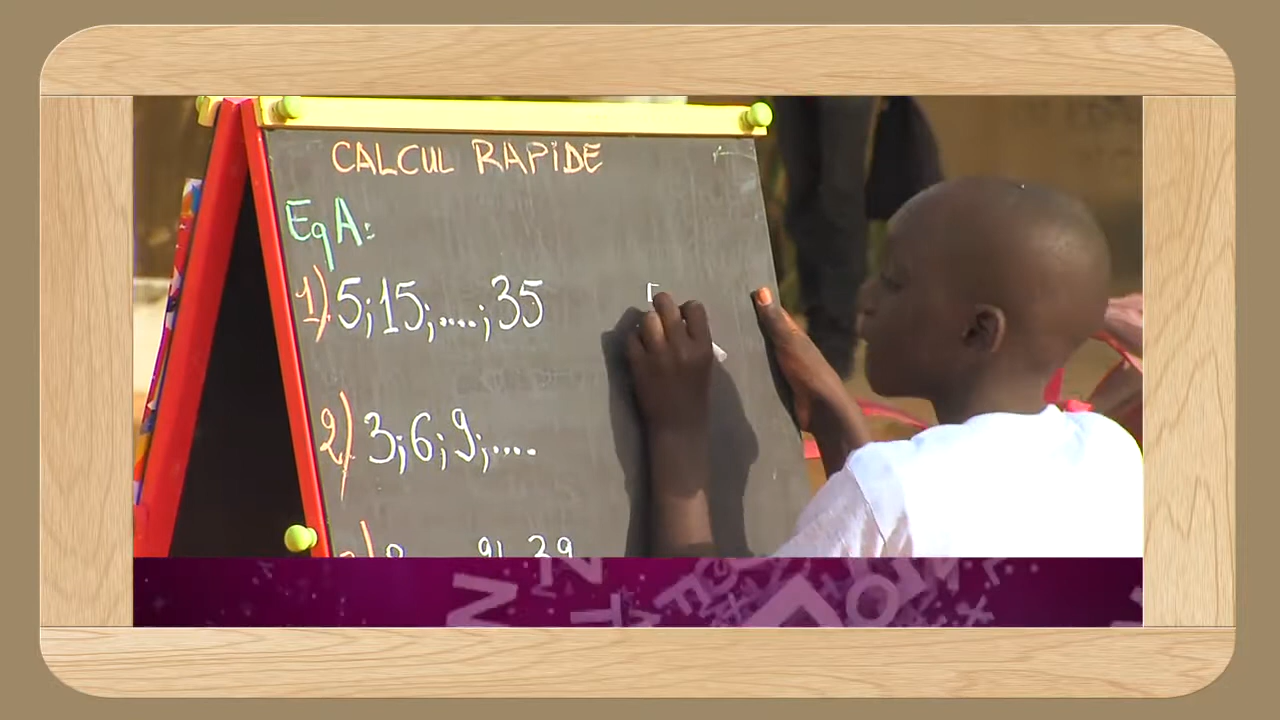 CALCUL RAPIDE
EqA:
1) 5; 15; ....; 35
2) 3; 6; 9; ....